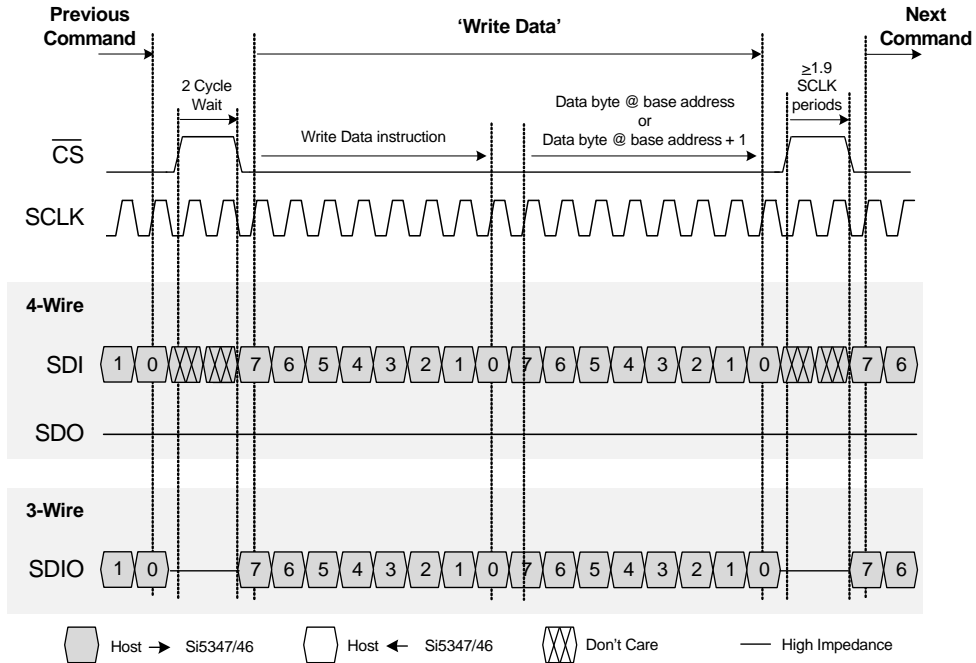 Previous
Command
'Write Data'
Next
Command
2 Cycle
Wait
≥1.9
SCLK
periods
Data byte @ base address
or
Data byte @ base address + 1
Write Data instruction
CS
SCLK
4-Wire
SDI 1 0 7 6 5 4 3 2 1 0 7 6 5 4 3 2 1 0 7 6
SDO
3-Wire
SDIO 1 0 7 6 5 4 3 2 1 0 7 6 5 4 3 2 1 0 7 6
Host → Si5347/46 Host ← Si5347/46 Don't Care High Impedance